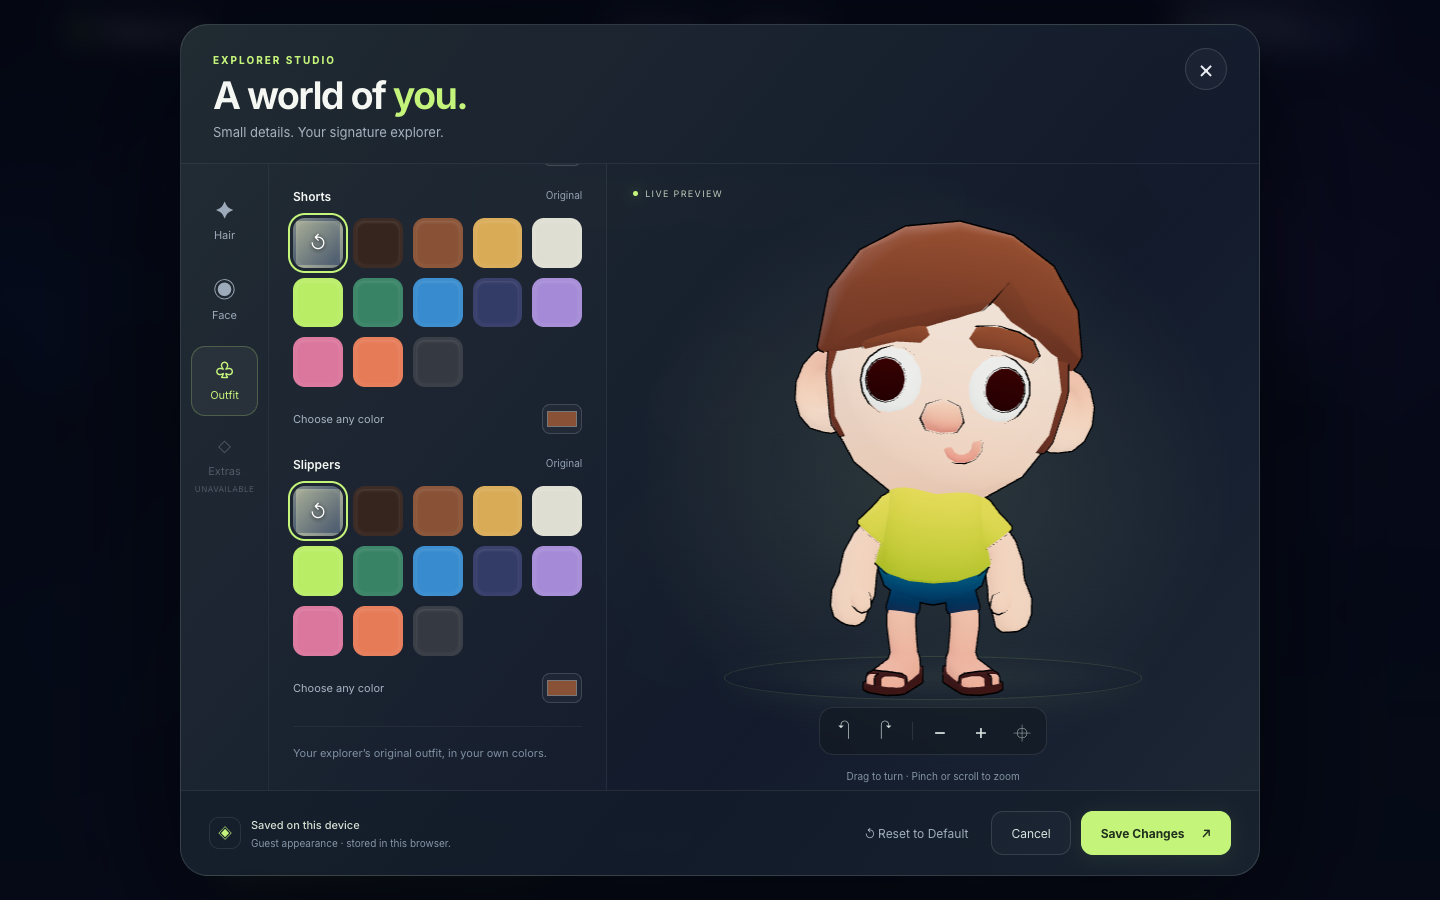 EXPLORER STUDIO
A world of you.
Small details. Your signature explorer.
Hair
Face
Outfit
Extras
UNAVAILABLE
Shorts
Original
Choose any color
Slippers
Original
Choose any color
Your explorer’s original outfit, in your own colors.
LIVE PREVIEW
Drag to turn · Pinch or scroll to zoom
Saved on this device
Guest appearance · stored in this browser.
Reset to Default
Cancel
Save Changes